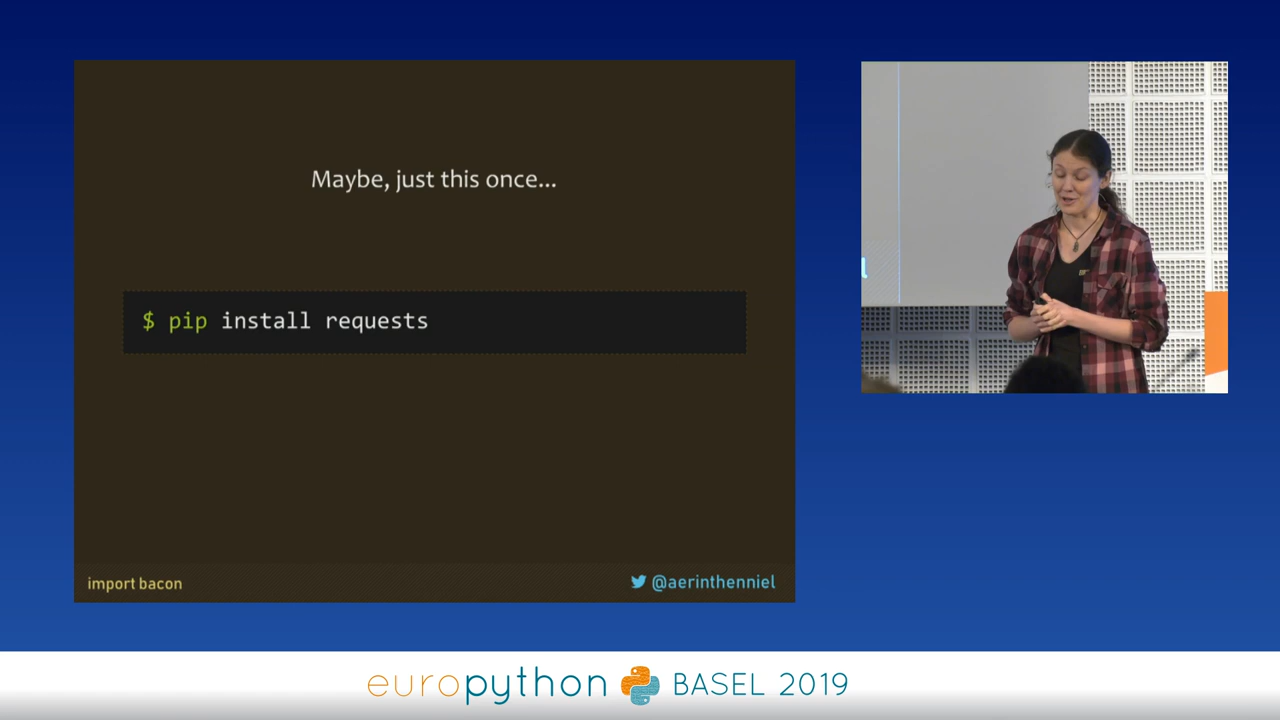 Maybe, just this once...
$ pip install requests
import bacon
@aerinthenniel
europython BASEL 2019